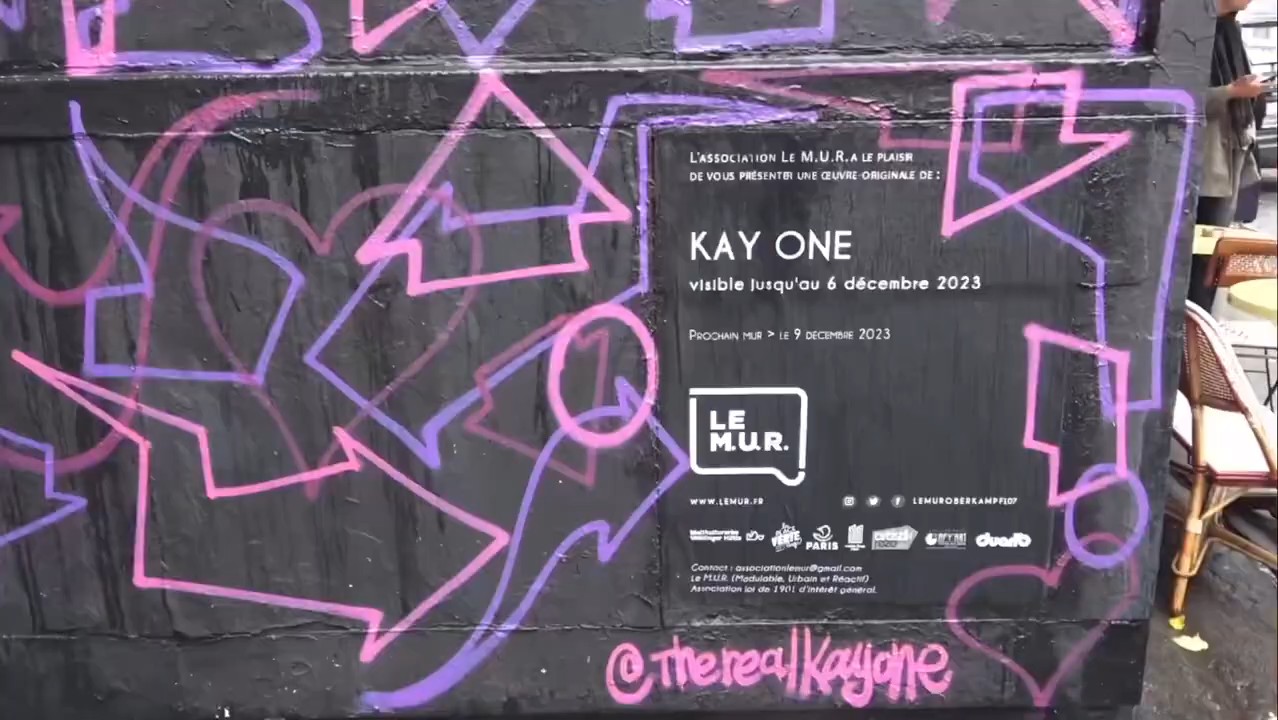 L'ASSOCIATION LE M.U.R. A LE PLAISIR
DE VOUS PRÉSENTER UNE ŒUVRE ORIGINALE DE :
KAY ONE
visible jusqu'au 6 décembre 2023
PROCHAIN MUR > LE 9 DÉCEMBRE 2023
LE
M.U.R.
WWW.LEMUR.FR
LEMUROBERKAMPF107
VERTE
PARIS
Contact : associationlemur@gmail.com
Le M.U.R. (Modulable, Urbain et Réactif)
Association loi de 1901 d'intérêt général.
@therealkayone